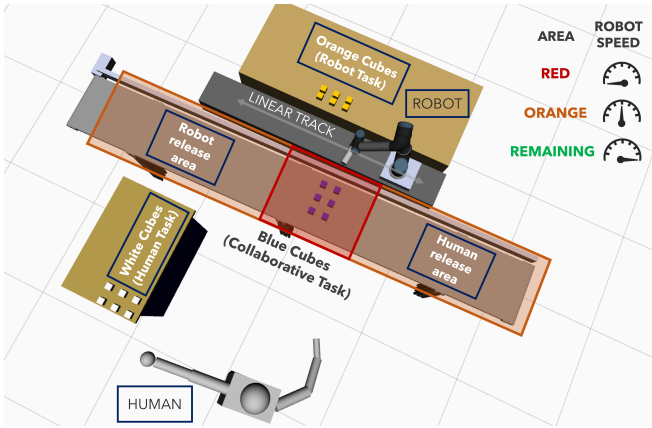 Orange Cubes
(Robot Task)
ROBOT
LINEAR TRACK
Robot
release
area
White Cubes
(Human Task)
Blue Cubes
(Collaborative Task)
Human
release
area
HUMAN
AREA
ROBOT
SPEED
RED
ORANGE
REMAINING